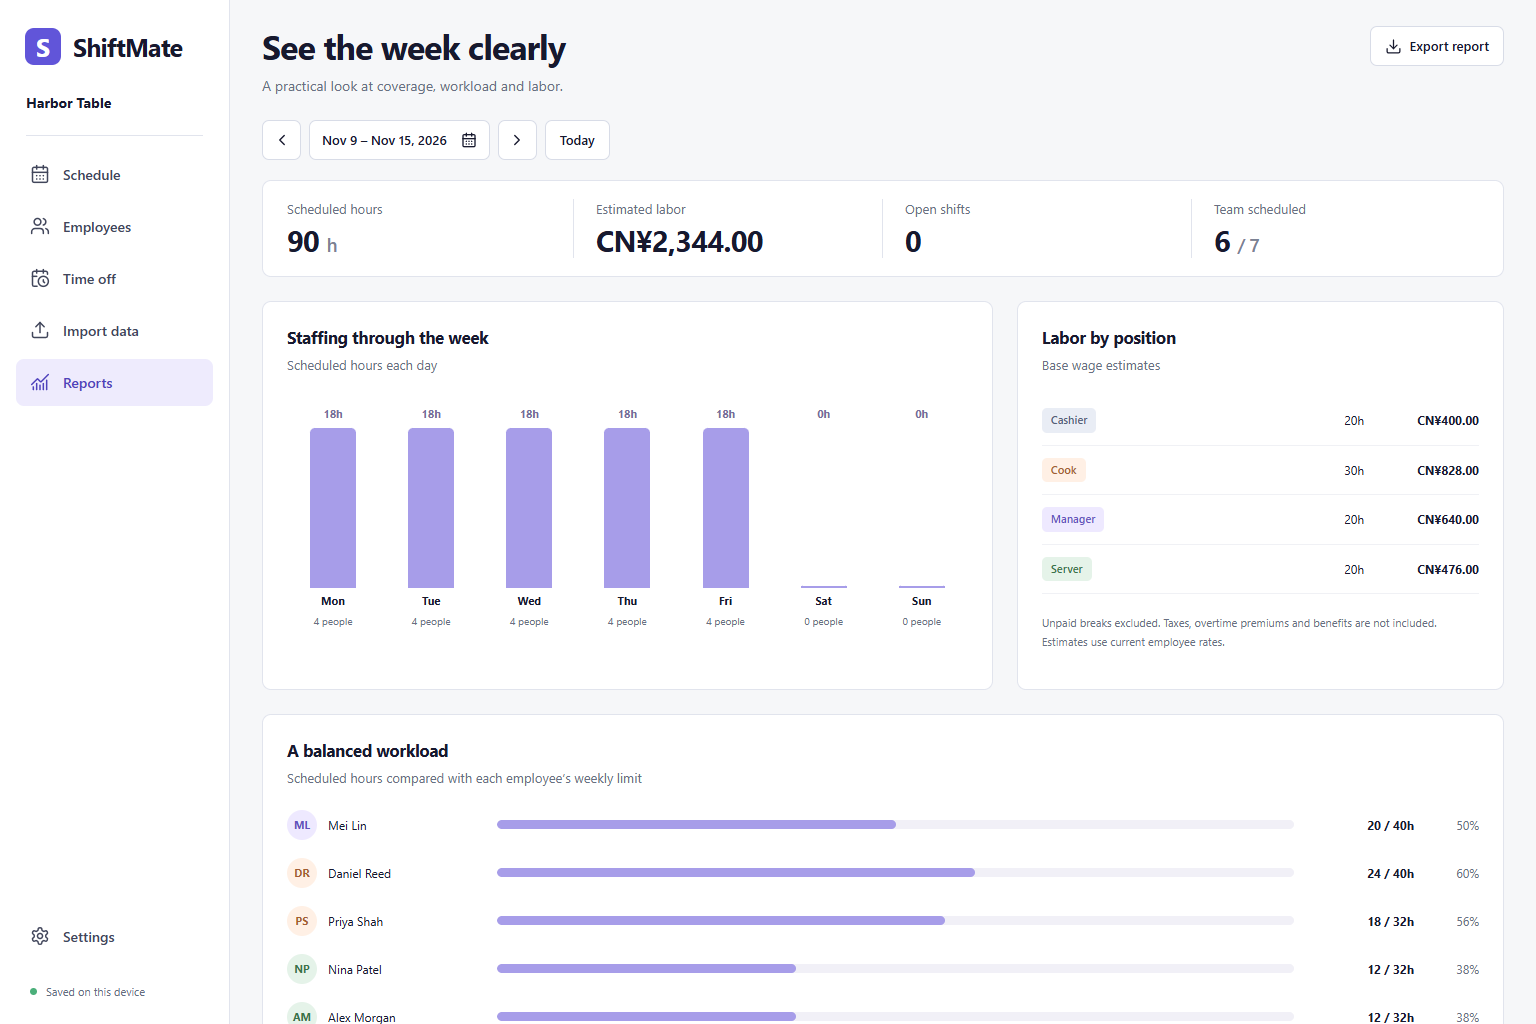 S ShiftMate
Harbor Table
Schedule
Employees
Time off
Import data
Reports
Settings
Saved on this device
See the week clearly
A practical look at coverage, workload and labor.
Export report
Nov 9 – Nov 15, 2026
Today
Scheduled hours
90 h
Estimated labor
CN¥2,344.00
Open shifts
0
Team scheduled
6 / 7
Staffing through the week
Scheduled hours each day
18h 18h 18h 18h 18h 0h 0h
Mon Tue Wed Thu Fri Sat Sun
4 people 4 people 4 people 4 people 4 people 0 people 0 people
Labor by position
Base wage estimates
Cashier 20h CN¥400.00
Cook 30h CN¥828.00
Manager 20h CN¥640.00
Server 20h CN¥476.00
Unpaid breaks excluded. Taxes, overtime premiums and benefits are not included.
Estimates use current employee rates.
A balanced workload
Scheduled hours compared with each employee's weekly limit
ML Mei Lin 20 / 40h 50%
DR Daniel Reed 24 / 40h 60%
PS Priya Shah 18 / 32h 56%
NP Nina Patel 12 / 32h 38%
AM Alex Morgan 12 / 32h 38%